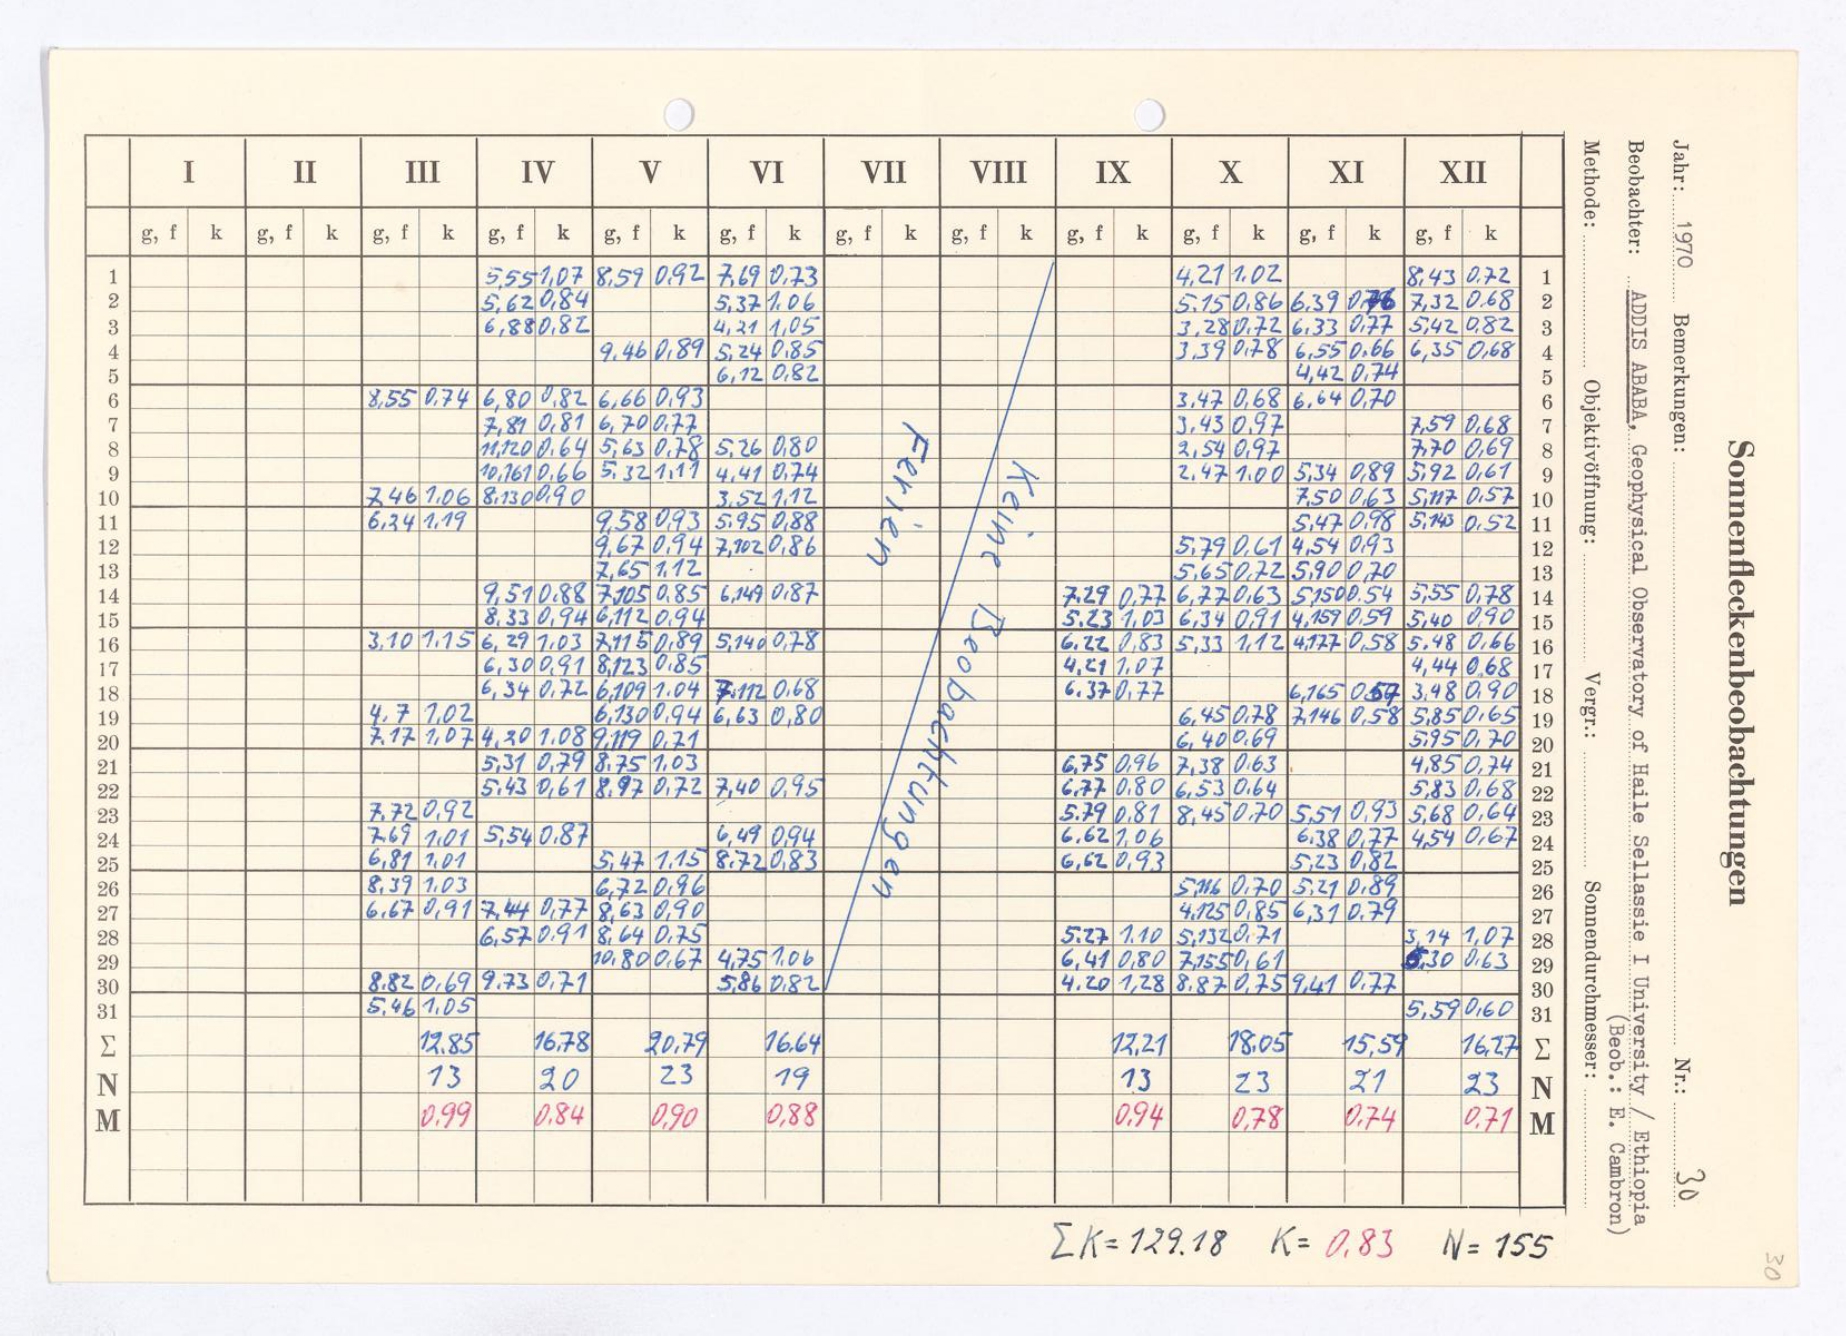 I II III IV V VI VII VIII IX X XI XII
g, f k g, f k g, f k g, f k g, f k g, f k g, f k g, f k g, f k g, f k g, f k g, f k
1 5,55 1,07 8,59 0,92 7,69 0,73 4,21 1.02 8,43 0,72 1
2 5,62 0,84 5,37 1.06 5.15 0,86 6,39 0,76 7,32 0.68 2
3 6,88 0,82 4,21 1,05 3,28 0,72 6,33 0,77 5,42 0,82 3
4 9,46 0,89 5,24 0,85 3,39 0,78 6,55 0,66 6,35 0,68 4
5 6,12 0,82 4,42 0,74 5
6 8,55 0,74 6,80 0,82 6,66 0,93 3,47 0,68 6,64 0,70 6
7 7,81 0,81 6,70 0,77 3,43 0,97 7,59 0,68 7
8 11,120 0,64 5,63 0,78 5,26 0,80 2,54 0,97 7,70 0,69 8
9 10,161 0,66 5,32 1,11 4,41 0,74 2,47 1.00 5,34 0,89 5,92 0,61 9
10 7,46 1,06 8,130 0,90 3,52 1,12 7,50 0,63 5,117 0,57 10
11 6,24 1,19 9,58 0,93 5,95 0,88 5,47 0,98 5,143 0,52 11
12 9,67 0,94 7,102 0,86 5,79 0,61 4,54 0,93 12
13 7,65 1,12 5,65 0,72 5,90 0,70 13
14 9,51 0,88 7,105 0,85 6,149 0,87 7,29 0,77 6,77 0,63 5,150 0.54 5,55 0,78 14
15 8,33 0,94 6,112 0,94 5,23 1,03 6,34 0,91 4,159 0,59 5,40 0,90 15
16 3,10 1,15 6,29 1,03 7,115 0,89 5,140 0,78 6,22 0,83 5,33 1,12 4,177 0,58 5,48 0,66 16
17 6,30 0,91 8,123 0,85 4,21 1,07 4,44 0,68 17
18 6,34 0,72 6,109 1.04 7,112 0,68 6,37 0,77 6,165 0,57 3,48 0,90 18
19 4,7 1,02 6,130 0,94 6,63 0,80 6,45 0,78 7,146 0,58 5,85 0,65 19
20 7,17 1,07 4,20 1,08 9,119 0,71 6,40 0,69 5,95 0,70 20
21 5,31 0,79 8,75 1.03 6,75 0,96 7,38 0,63 4,85 0,74 21
22 5,43 0,61 8,97 0,72 7,40 0,95 6,77 0,80 6,53 0,64 5,83 0,68 22
23 7,72 0,92 5,79 0,81 8,45 0,70 5,51 0,93 5,68 0,64 23
24 7,69 1,01 5,54 0,87 6,49 0,94 6,62 1,06 6,38 0,77 4,54 0,67 24
25 6,81 1,01 5,47 1,15 8,72 0,83 6,62 0,93 5,23 0,82 25
26 8,39 1.03 6,72 0,96 5,116 0,70 5,21 0,89 26
27 6,67 0,91 7,44 0,77 8,63 0,90 4,125 0,85 6,31 0,79 27
28 6,57 0,91 8,64 0,75 5,27 1.10 5,132 0,71 3,14 1,07 28
29 10,80 0,67 4,75 1.06 6,41 0,80 7,155 0,61 5,30 0,63 29
30 8,82 0,69 9,73 0,71 5,86 0,82 4,20 1,28 8,87 0,75 9,41 0,77 30
31 5,46 1,05 5,59 0,60 31
Σ 12,85 16,78 20,79 16,64 12,21 18,05 15,59 16,27 Σ
N 13 20 23 19 13 23 21 23 N
M 0,99 0,84 0,90 0,88 0,94 0,78 0,74 0,71 M
Ferien
Keine Beobachtungen
ΣK = 129.18 K = 0,83 N = 155
Sonnenfleckenbeobachtungen
Jahr: 1970 Bemerkungen: Nr.: 30
Beobachter: ADDIS ABABA, Geophysical Observatory of Haile Sellassie I University / Ethiopia
(Beob.: E. Cambron)
Methode: Objektivöffnung: Vergr.: Sonnendurchmesser:
30